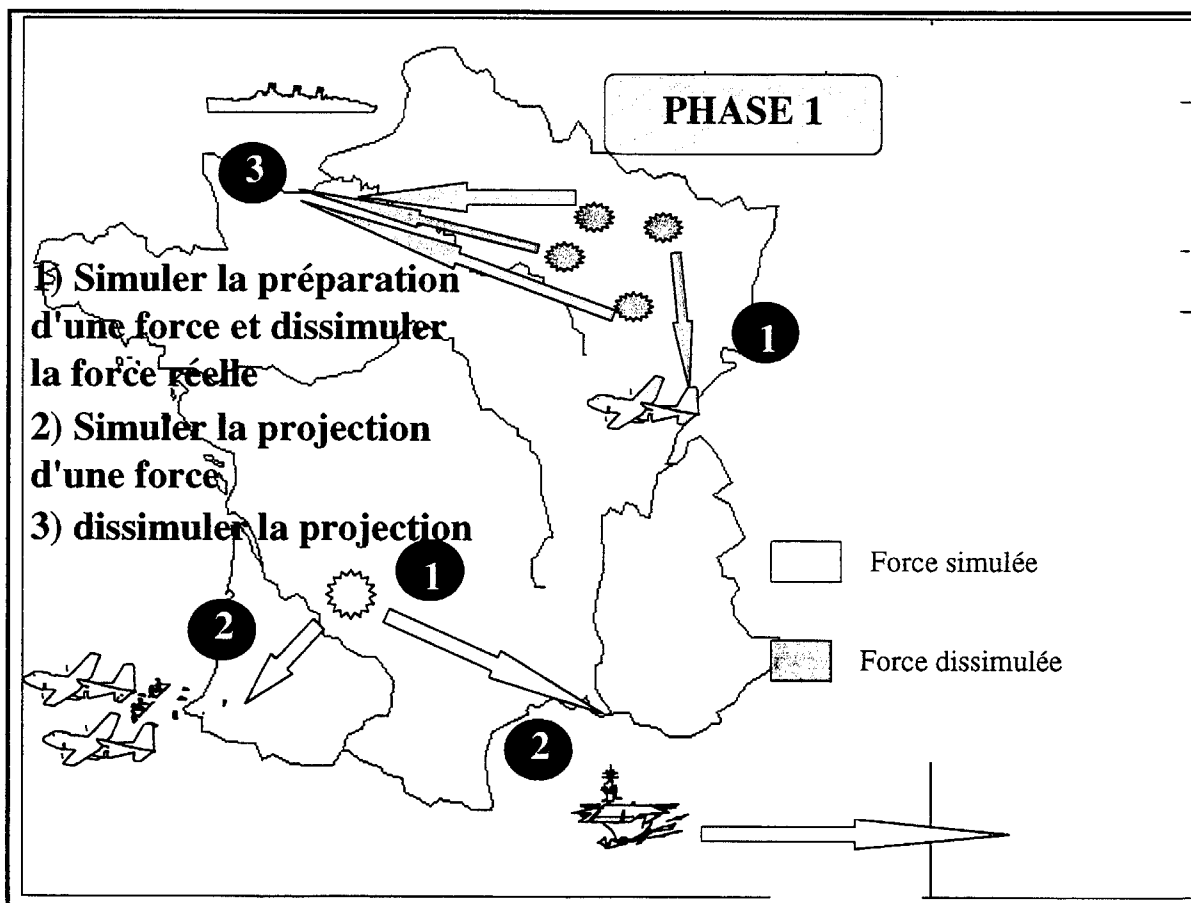 PHASE 1
3
1) Simuler la préparation
d'une force et dissimuler
la force réelle
2) Simuler la projection
d'une force
3) dissimuler la projection
1
1
2
2
Force simulée
Force dissimulée